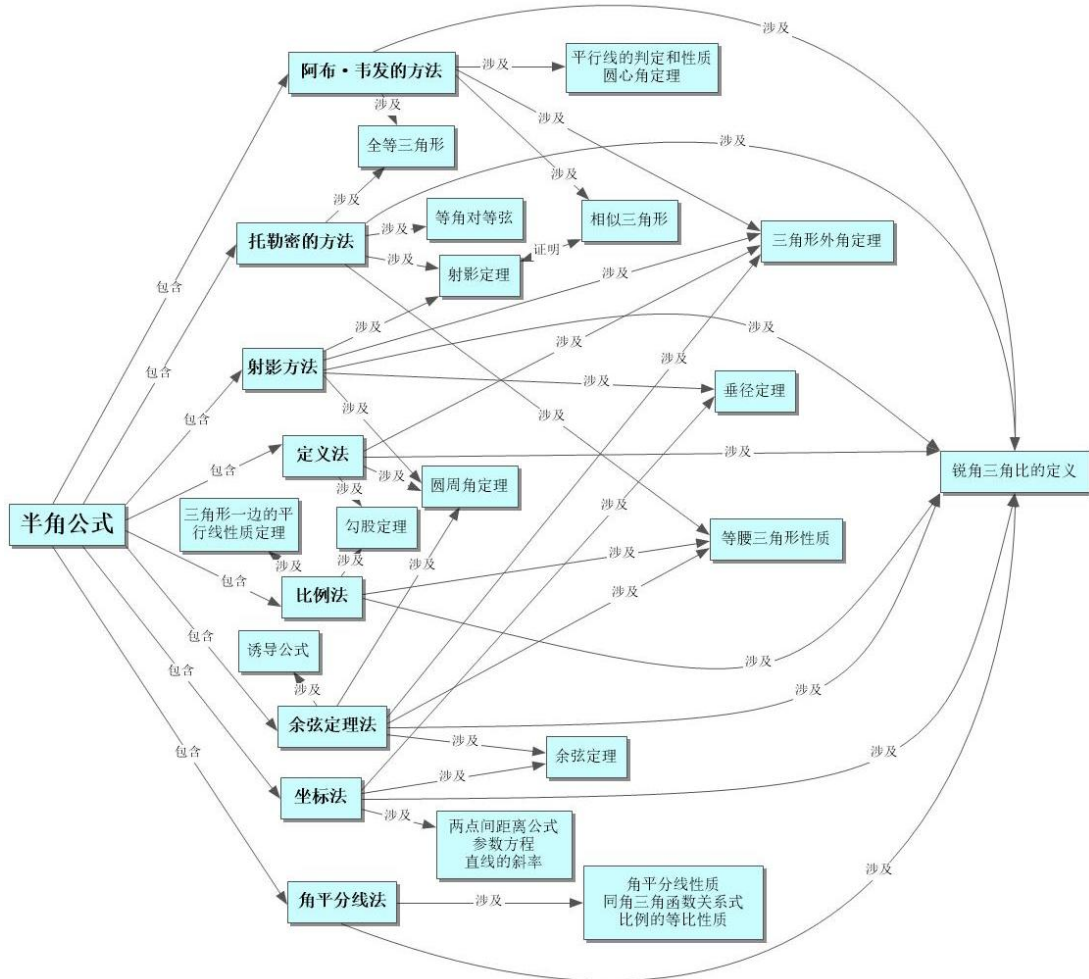 涉及
阿布·韦发的方法
涉及
平行线的判定和性质
圆心角定理
涉及
涉及
涉及
全等三角形
涉及
涉及
涉及
等角对等弦
相似三角形
托勒密的方法
涉及
三角形外角定理
证明
涉及
射影定理
包含
涉及
涉及
涉及
涉及
包含
射影方法
涉及
涉及
垂径定理
包含
涉及
涉及
定义法
涉及
包含
涉及
锐角三角比的定义
圆周角定理
涉及
三角形一边的平
行线性质定理
半角公式
勾股定理
等腰三角形性质
涉及
涉及
涉及
涉及
包含
比例法
涉及
包含
诱导公式
涉及
包含
涉及
涉及
余弦定理法
涉及
包含
涉及
余弦定理
涉及
坐标法
涉及
两点间距离公式
参数方程
直线的斜率
涉及
角平分线性质
同角三角函数关系式
比例的等比性质
角平分线法
涉及